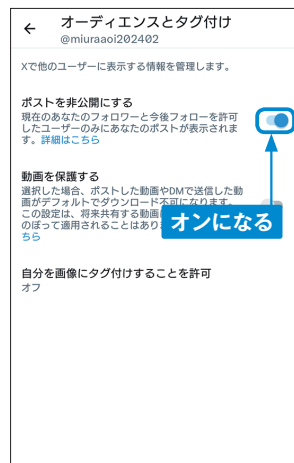 オーディエンスとタグ付け
@miuraaoi202402
Xで他のユーザーに表示する情報を管理します。
ポストを非公開にする
現在のあなたのフォロワーと今後フォローを許可
したユーザーのみにあなたのポストが表示されま
す。詳細はこちら
動画を保護する
選択した場合、ポストした動画やDMで送信した動
画がデフォルトでダウンロード不可になります。
この設定は、将来共有する動画に
のぼって適用されることはあり
ちら
オンになる
自分を画像にタグ付けすることを許可
オフ